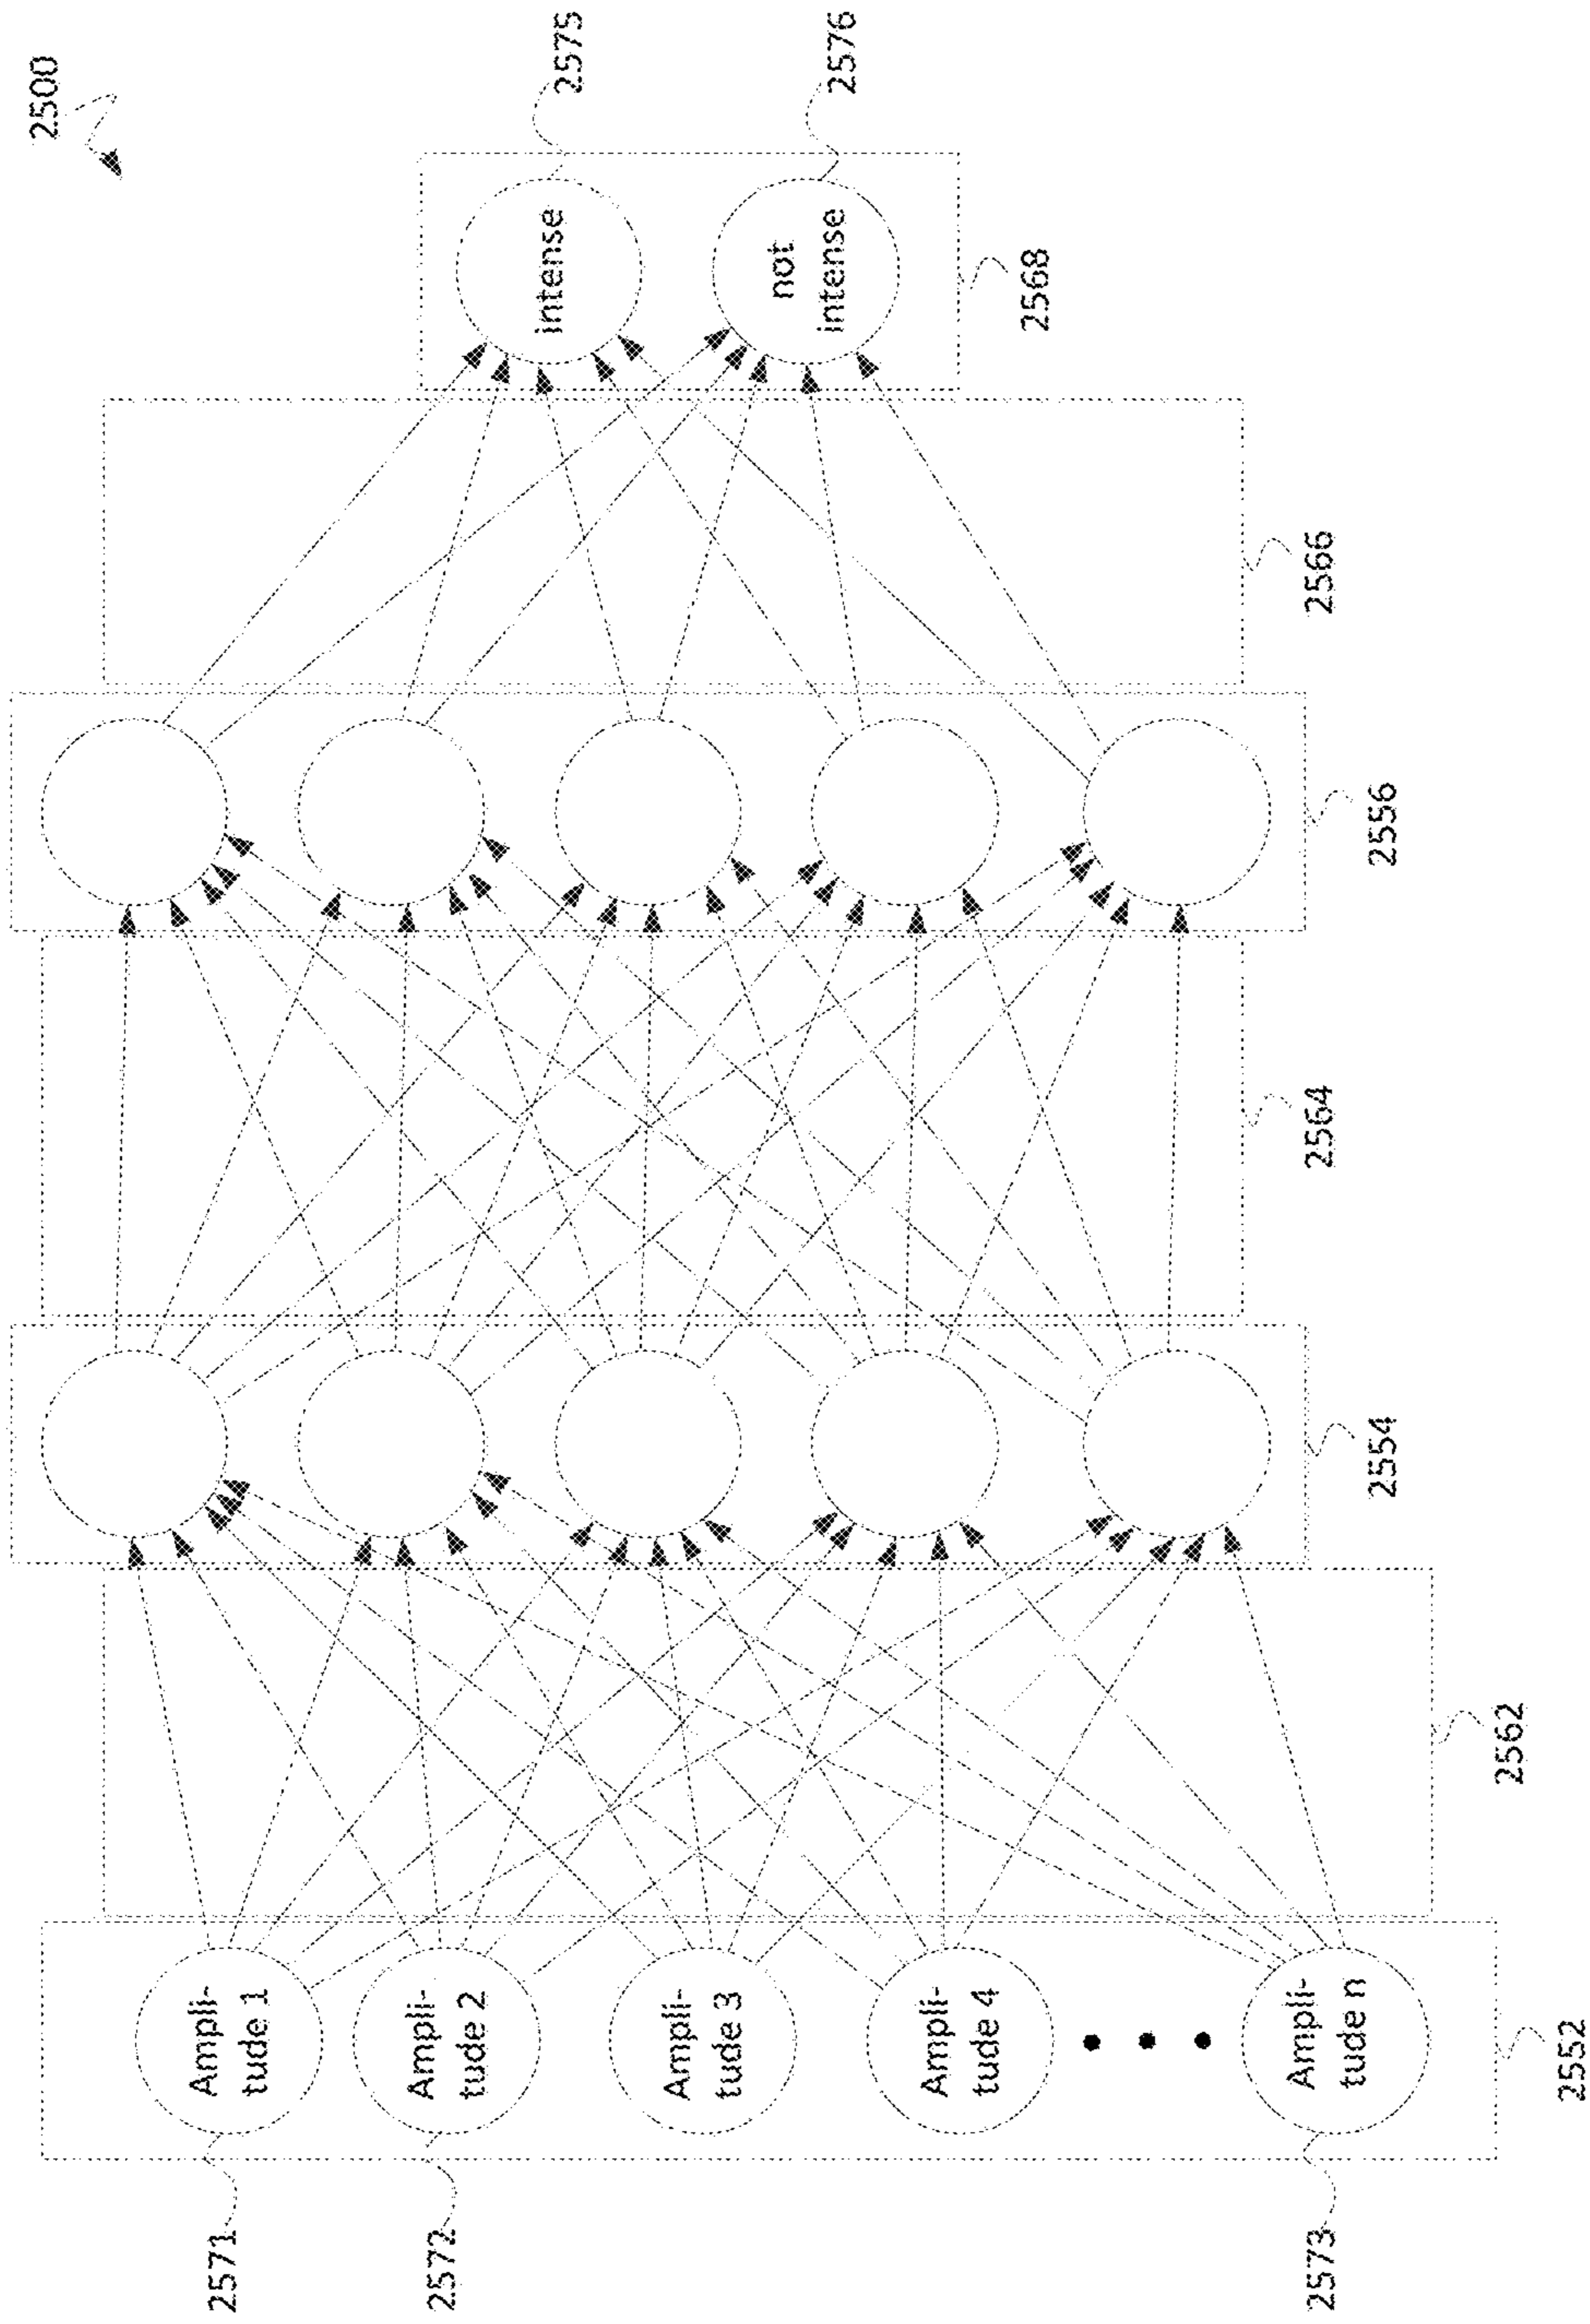 2500
2571
2572
2573
Ampli-
tude 1
Ampli-
tude 2
Ampli-
tude 3
Ampli-
tude 4
Ampli-
tude n
2552
2562
2554
2564
2556
2566
intense
not
intense
2575
2576
2568